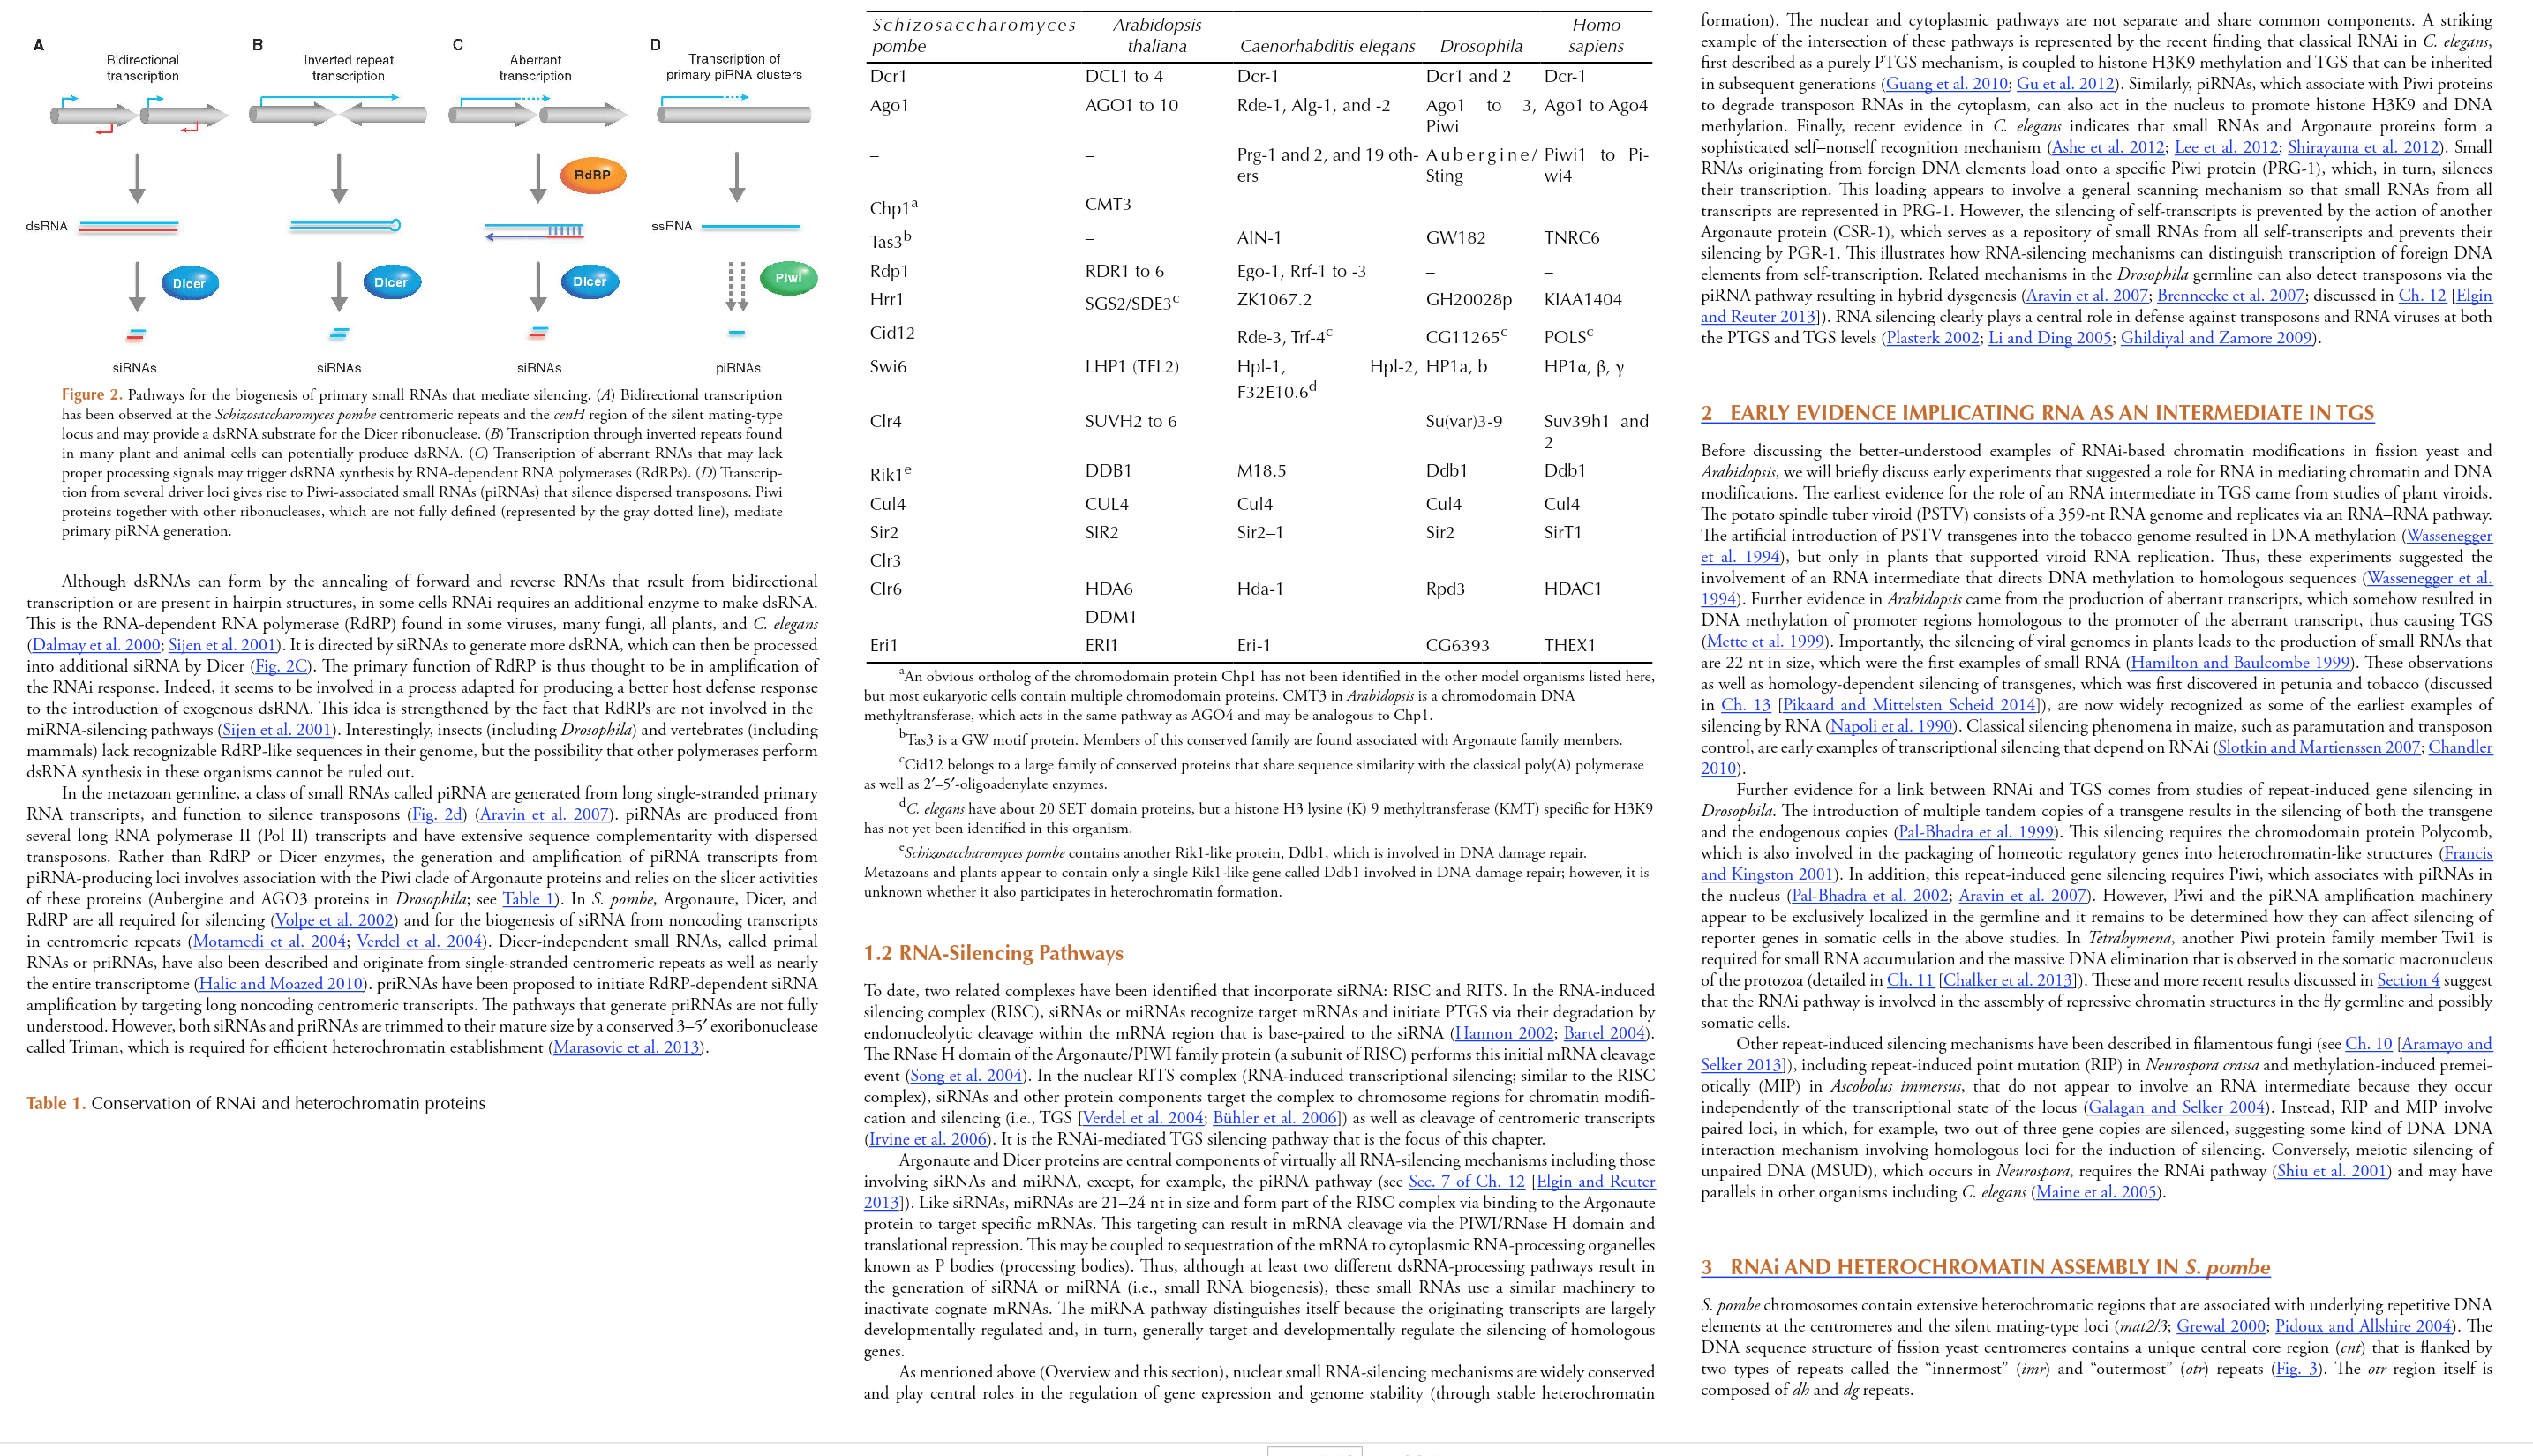 A
B
C
D
Bidirectional
transcription
Inverted repeat
transcription
Aberrant
transcription
Transcription of
primary piRNA clusters
RdRP
dsRNA
ssRNA
Dicer
Dicer
Dicer
Piwi
siRNAs
siRNAs
siRNAs
piRNAs
Figure 2. Pathways for the biogenesis of primary small RNAs that mediate silencing. (A) Bidirectional transcription
has been observed at the Schizosaccharomyces pombe centromeric repeats and the cenH region of the silent mating-type
locus and may provide a dsRNA substrate for the Dicer ribonuclease. (B) Transcription through inverted repeats found
in many plant and animal cells can potentially produce dsRNA. (C) Transcription of aberrant RNAs that may lack
proper processing signals may trigger dsRNA synthesis by RNA-dependent RNA polymerases (RdRPs). (D) Transcrip-
tion from several driver loci gives rise to Piwi-associated small RNAs (piRNAs) that silence dispersed transposons. Piwi
proteins together with other ribonucleases, which are not fully defined (represented by the gray dotted line), mediate
primary piRNA generation.
Although dsRNAs can form by the annealing of forward and reverse RNAs that result from bidirectional
transcription or are present in hairpin structures, in some cells RNAi requires an additional enzyme to make dsRNA.
This is the RNA-dependent RNA polymerase (RdRP) found in some viruses, many fungi, all plants, and C. elegans
(Dalmay et al. 2000; Sijen et al. 2001). It is directed by siRNAs to generate more dsRNA, which can then be processed
into additional siRNA by Dicer (Fig. 2C). The primary function of RdRP is thus thought to be in amplification of
the RNAi response. Indeed, it seems to be involved in a process adapted for producing a better host defense response
to the introduction of exogenous dsRNA. This idea is strengthened by the fact that RdRPs are not involved in the
miRNA-silencing pathways (Sijen et al. 2001). Interestingly, insects (including Drosophila) and vertebrates (including
mammals) lack recognizable RdRP-like sequences in their genome, but the possibility that other polymerases perform
dsRNA synthesis in these organisms cannot be ruled out.
In the metazoan germline, a class of small RNAs called piRNA are generated from long single-stranded primary
RNA transcripts, and function to silence transposons (Fig. 2d) (Aravin et al. 2007). piRNAs are produced from
several long RNA polymerase II (Pol II) transcripts and have extensive sequence complementarity with dispersed
transposons. Rather than RdRP or Dicer enzymes, the generation and amplification of piRNA transcripts from
piRNA-producing loci involves association with the Piwi clade of Argonaute proteins and relies on the slicer activities
of these proteins (Aubergine and AGO3 proteins in Drosophila; see Table 1). In S. pombe, Argonaute, Dicer, and
RdRP are all required for silencing (Volpe et al. 2002) and for the biogenesis of siRNA from noncoding transcripts
in centromeric repeats (Motamedi et al. 2004; Verdel et al. 2004). Dicer-independent small RNAs, called primal
RNAs or priRNAs, have also been described and originate from single-stranded centromeric repeats as well as nearly
the entire transcriptome (Halic and Moazed 2010). priRNAs have been proposed to initiate RdRP-dependent siRNA
amplification by targeting long noncoding centromeric transcripts. The pathways that generate priRNAs are not fully
understood. However, both siRNAs and priRNAs are trimmed to their mature size by a conserved 3–5′ exoribonuclease
called Triman, which is required for efficient heterochromatin establishment (Marasovic et al. 2013).
Table 1. Conservation of RNAi and heterochromatin proteins
Schizosaccharomyces pombe Arabidopsis thaliana Caenorhabditis elegans Drosophila Homo sapiens
Dcr1 DCL1 to 4 Dcr-1 Dcr1 and 2 Dcr-1
Ago1 AGO1 to 10 Rde-1, Alg-1, and -2 Ago1 to 3, Ago1 to Ago4
Piwi
– – Prg-1 and 2, and 19 oth- Aubergine/ Piwi1 to Pi-
ers Sting wi4
Chp1a CMT3 – – –
Tas3b – AIN-1 GW182 TNRC6
Rdp1 RDR1 to 6 Ego-1, Rrf-1 to -3 – –
Hrr1 SGS2/SDE3c ZK1067.2 GH20028p KIAA1404
Cid12 Rde-3, Trf-4c CG11265c POLSc
Swi6 LHP1 (TFL2) Hpl-1, Hpl-2, HP1a, b HP1α, β, γ
F32E10.6d
Clr4 SUVH2 to 6 Su(var)3-9 Suv39h1 and
2
Rik1e DDB1 M18.5 Ddb1 Ddb1
Cul4 CUL4 Cul4 Cul4 Cul4
Sir2 SIR2 Sir2–1 Sir2 SirT1
Clr3
Clr6 HDA6 Hda-1 Rpd3 HDAC1
– DDM1
Eri1 ERI1 Eri-1 CG6393 THEX1
aAn obvious ortholog of the chromodomain protein Chp1 has not been identified in the other model organisms listed here,
but most eukaryotic cells contain multiple chromodomain proteins. CMT3 in Arabidopsis is a chromodomain DNA
methyltransferase, which acts in the same pathway as AGO4 and may be analogous to Chp1.
bTas3 is a GW motif protein. Members of this conserved family are found associated with Argonaute family members.
cCid12 belongs to a large family of conserved proteins that share sequence similarity with the classical poly(A) polymerase
as well as 2′–5′-oligoadenylate enzymes.
dC. elegans have about 20 SET domain proteins, but a histone H3 lysine (K) 9 methyltransferase (KMT) specific for H3K9
has not yet been identified in this organism.
eSchizosaccharomyces pombe contains another Rik1-like protein, Ddb1, which is involved in DNA damage repair.
Metazoans and plants appear to contain only a single Rik1-like gene called Ddb1 involved in DNA damage repair; however, it is
unknown whether it also participates in heterochromatin formation.
1.2 RNA-Silencing Pathways
To date, two related complexes have been identified that incorporate siRNA: RISC and RITS. In the RNA-induced
silencing complex (RISC), siRNAs or miRNAs recognize target mRNAs and initiate PTGS via their degradation by
endonucleolytic cleavage within the mRNA region that is base-paired to the siRNA (Hannon 2002; Bartel 2004).
The RNase H domain of the Argonaute/PIWI family protein (a subunit of RISC) performs this initial mRNA cleavage
event (Song et al. 2004). In the nuclear RITS complex (RNA-induced transcriptional silencing; similar to the RISC
complex), siRNAs and other protein components target the complex to chromosome regions for chromatin modifi-
cation and silencing (i.e., TGS [Verdel et al. 2004; Bühler et al. 2006]) as well as cleavage of centromeric transcripts
(Irvine et al. 2006). It is the RNAi-mediated TGS silencing pathway that is the focus of this chapter.
Argonaute and Dicer proteins are central components of virtually all RNA-silencing mechanisms including those
involving siRNAs and miRNA, except, for example, the piRNA pathway (see Sec. 7 of Ch. 12 [Elgin and Reuter
2013]). Like siRNAs, miRNAs are 21–24 nt in size and form part of the RISC complex via binding to the Argonaute
protein to target specific mRNAs. This targeting can result in mRNA cleavage via the PIWI/RNase H domain and
translational repression. This may be coupled to sequestration of the mRNA to cytoplasmic RNA-processing organelles
known as P bodies (processing bodies). Thus, although at least two different dsRNA-processing pathways result in
the generation of siRNA or miRNA (i.e., small RNA biogenesis), these small RNAs use a similar machinery to
inactivate cognate mRNAs. The miRNA pathway distinguishes itself because the originating transcripts are largely
developmentally regulated and, in turn, generally target and developmentally regulate the silencing of homologous
genes.
As mentioned above (Overview and this section), nuclear small RNA-silencing mechanisms are widely conserved
and play central roles in the regulation of gene expression and genome stability (through stable heterochromatin
formation). The nuclear and cytoplasmic pathways are not separate and share common components. A striking
example of the intersection of these pathways is represented by the recent finding that classical RNAi in C. elegans,
first described as a purely PTGS mechanism, is coupled to histone H3K9 methylation and TGS that can be inherited
in subsequent generations (Guang et al. 2010; Gu et al. 2012). Similarly, piRNAs, which associate with Piwi proteins
to degrade transposon RNAs in the cytoplasm, can also act in the nucleus to promote histone H3K9 and DNA
methylation. Finally, recent evidence in C. elegans indicates that small RNAs and Argonaute proteins form a
sophisticated self–nonself recognition mechanism (Ashe et al. 2012; Lee et al. 2012; Shirayama et al. 2012). Small
RNAs originating from foreign DNA elements load onto a specific Piwi protein (PRG-1), which, in turn, silences
their transcription. This loading appears to involve a general scanning mechanism so that small RNAs from all
transcripts are represented in PRG-1. However, the silencing of self-transcripts is prevented by the action of another
Argonaute protein (CSR-1), which serves as a repository of small RNAs from all self-transcripts and prevents their
silencing by PGR-1. This illustrates how RNA-silencing mechanisms can distinguish transcription of foreign DNA
elements from self-transcription. Related mechanisms in the Drosophila germline can also detect transposons via the
piRNA pathway resulting in hybrid dysgenesis (Aravin et al. 2007; Brennecke et al. 2007; discussed in Ch. 12 [Elgin
and Reuter 2013]). RNA silencing clearly plays a central role in defense against transposons and RNA viruses at both
the PTGS and TGS levels (Plasterk 2002; Li and Ding 2005; Ghildiyal and Zamore 2009).
2 EARLY EVIDENCE IMPLICATING RNA AS AN INTERMEDIATE IN TGS
Before discussing the better-understood examples of RNAi-based chromatin modifications in fission yeast and
Arabidopsis, we will briefly discuss early experiments that suggested a role for RNA in mediating chromatin and DNA
modifications. The earliest evidence for the role of an RNA intermediate in TGS came from studies of plant viroids.
The potato spindle tuber viroid (PSTV) consists of a 359-nt RNA genome and replicates via an RNA–RNA pathway.
The artificial introduction of PSTV transgenes into the tobacco genome resulted in DNA methylation (Wassenegger
et al. 1994), but only in plants that supported viroid RNA replication. Thus, these experiments suggested the
involvement of an RNA intermediate that directs DNA methylation to homologous sequences (Wassenegger et al.
1994). Further evidence in Arabidopsis came from the production of aberrant transcripts, which somehow resulted in
DNA methylation of promoter regions homologous to the promoter of the aberrant transcript, thus causing TGS
(Mette et al. 1999). Importantly, the silencing of viral genomes in plants leads to the production of small RNAs that
are 22 nt in size, which were the first examples of small RNA (Hamilton and Baulcombe 1999). These observations
as well as homology-dependent silencing of transgenes, which was first discovered in petunia and tobacco (discussed
in Ch. 13 [Pikaard and Mittelsten Scheid 2014]), are now widely recognized as some of the earliest examples of
silencing by RNA (Napoli et al. 1990). Classical silencing phenomena in maize, such as paramutation and transposon
control, are early examples of transcriptional silencing that depend on RNAi (Slotkin and Martienssen 2007; Chandler
2010).
Further evidence for a link between RNAi and TGS comes from studies of repeat-induced gene silencing in
Drosophila. The introduction of multiple tandem copies of a transgene results in the silencing of both the transgene
and the endogenous copies (Pal-Bhadra et al. 1999). This silencing requires the chromodomain protein Polycomb,
which is also involved in the packaging of homeotic regulatory genes into heterochromatin-like structures (Francis
and Kingston 2001). In addition, this repeat-induced gene silencing requires Piwi, which associates with piRNAs in
the nucleus (Pal-Bhadra et al. 2002; Aravin et al. 2007). However, Piwi and the piRNA amplification machinery
appear to be exclusively localized in the germline and it remains to be determined how they can affect silencing of
reporter genes in somatic cells in the above studies. In Tetrahymena, another Piwi protein family member Twi1 is
required for small RNA accumulation and the massive DNA elimination that is observed in the somatic macronucleus
of the protozoa (detailed in Ch. 11 [Chalker et al. 2013]). These and more recent results discussed in Section 4 suggest
that the RNAi pathway is involved in the assembly of repressive chromatin structures in the fly germline and possibly
somatic cells.
Other repeat-induced silencing mechanisms have been described in filamentous fungi (see Ch. 10 [Aramayo and
Selker 2013]), including repeat-induced point mutation (RIP) in Neurospora crassa and methylation-induced premei-
otically (MIP) in Ascobolus immersus, that do not appear to involve an RNA intermediate because they occur
independently of the transcriptional state of the locus (Galagan and Selker 2004). Instead, RIP and MIP involve
paired loci, in which, for example, two out of three gene copies are silenced, suggesting some kind of DNA–DNA
interaction mechanism involving homologous loci for the induction of silencing. Conversely, meiotic silencing of
unpaired DNA (MSUD), which occurs in Neurospora, requires the RNAi pathway (Shiu et al. 2001) and may have
parallels in other organisms including C. elegans (Maine et al. 2005).
3 RNAi AND HETEROCHROMATIN ASSEMBLY IN S. pombe
S. pombe chromosomes contain extensive heterochromatic regions that are associated with underlying repetitive DNA
elements at the centromeres and the silent mating-type loci (mat2/3; Grewal 2000; Pidoux and Allshire 2004). The
DNA sequence structure of fission yeast centromeres contains a unique central core region (cnt) that is flanked by
two types of repeats called the “innermost” (imr) and “outermost” (otr) repeats (Fig. 3). The otr region itself is
composed of dh and dg repeats.